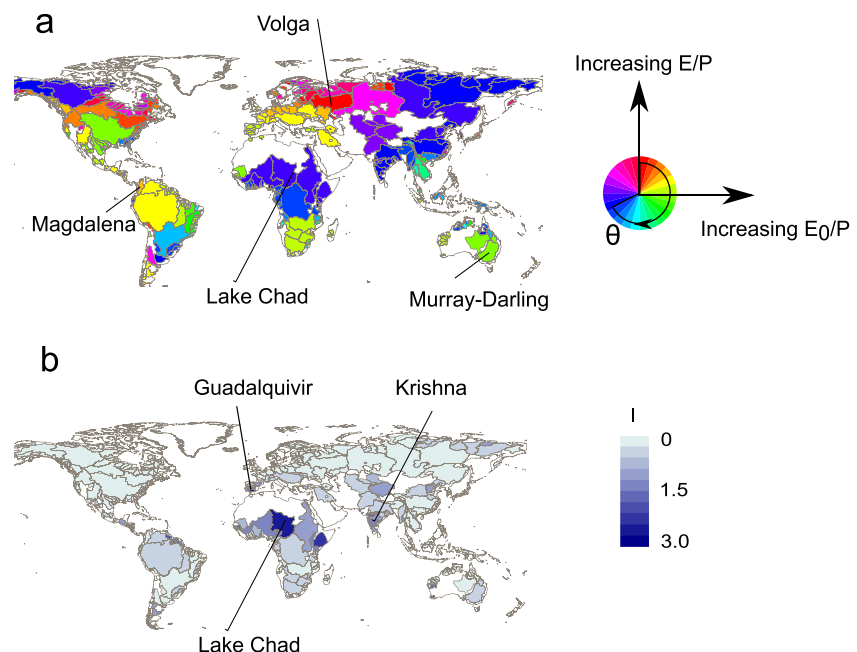 a
Volga
Magdalena
Lake Chad
Murray-Darling
Increasing E/P
Increasing E0/P
θ
b
Guadalquivir
Krishna
Lake Chad
I
0
1.5
3.0